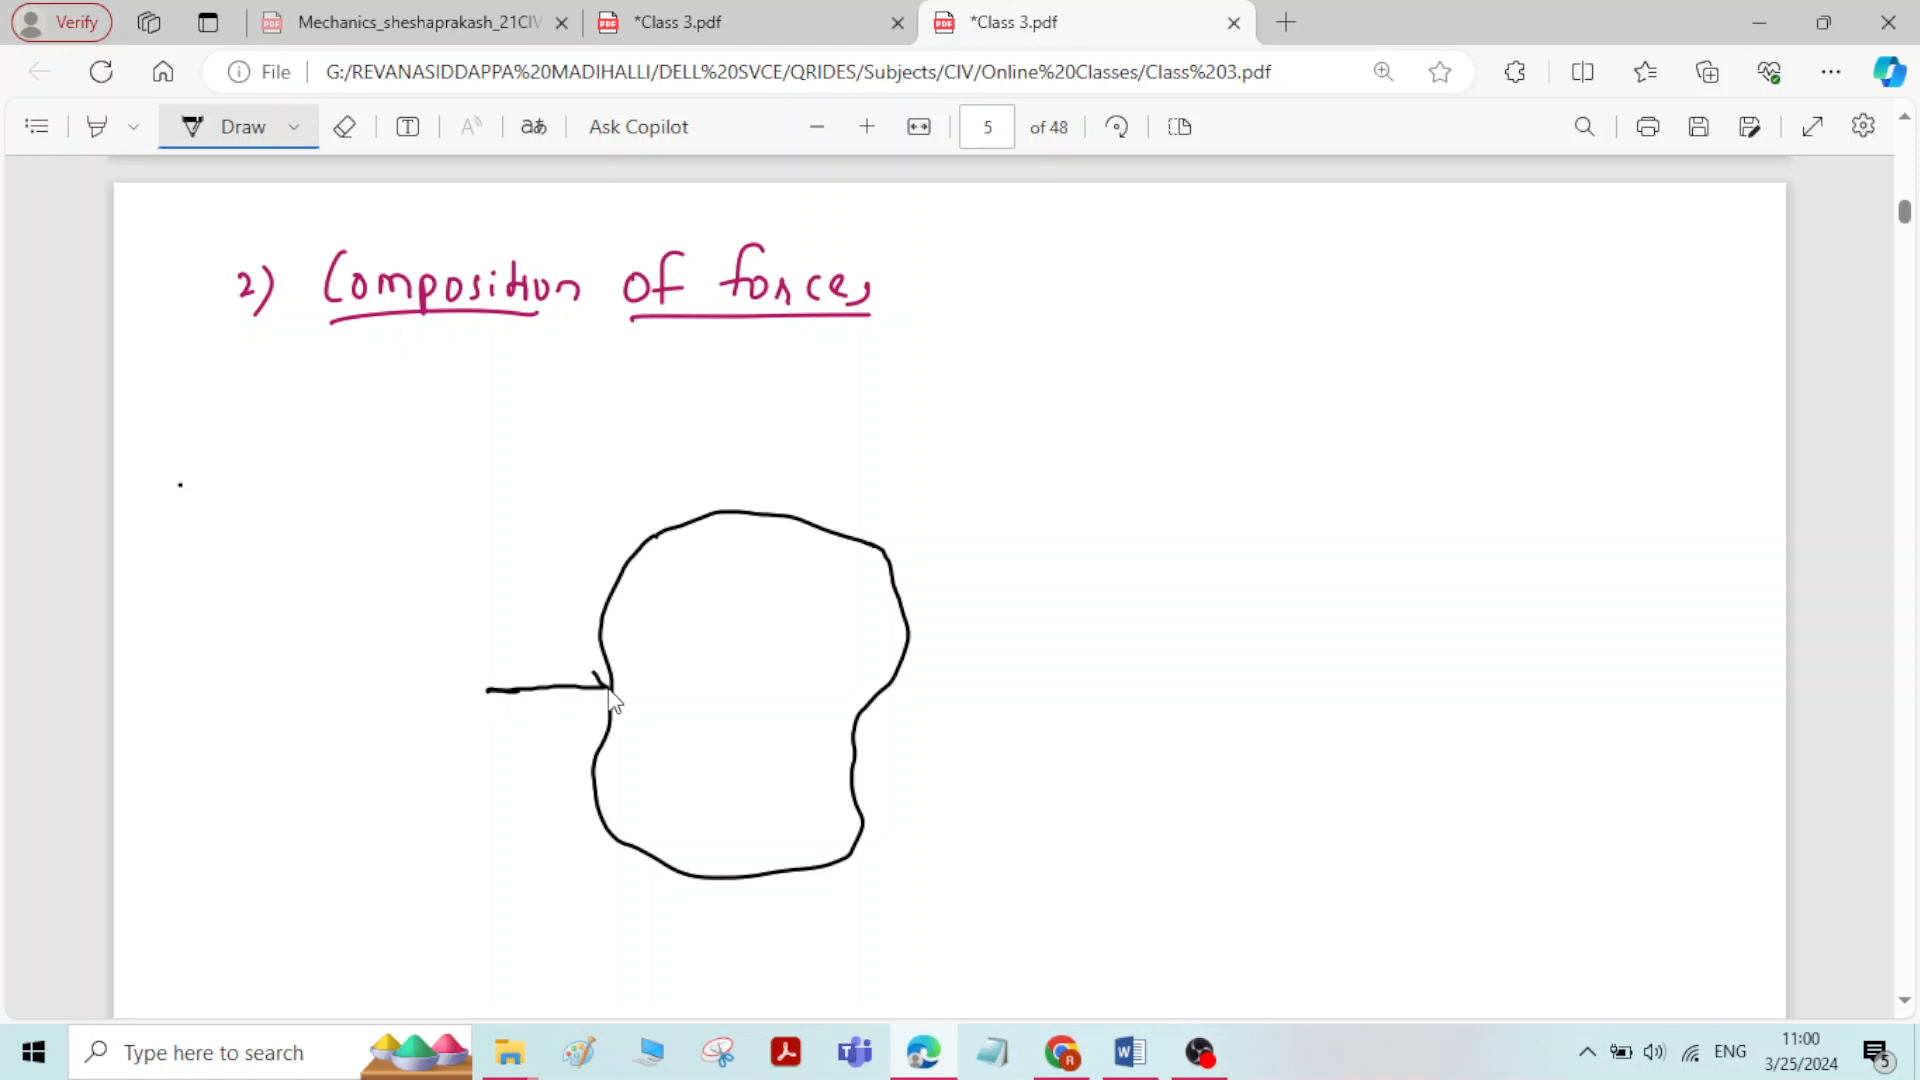 Verify
Mechanics_sheshaprakash_21CIV
*Class 3.pdf
*Class 3.pdf
File
G:/REVANASIDDAPPA%20MADIHALLI/DELL%20SVCE/QRIDES/Subjects/CIV/Online%20Classes/Class%203.pdf
Draw
Ask Copilot
5 of 48
2) Composition of forces
Type here to search
ENG
11:00
3/25/2024
5